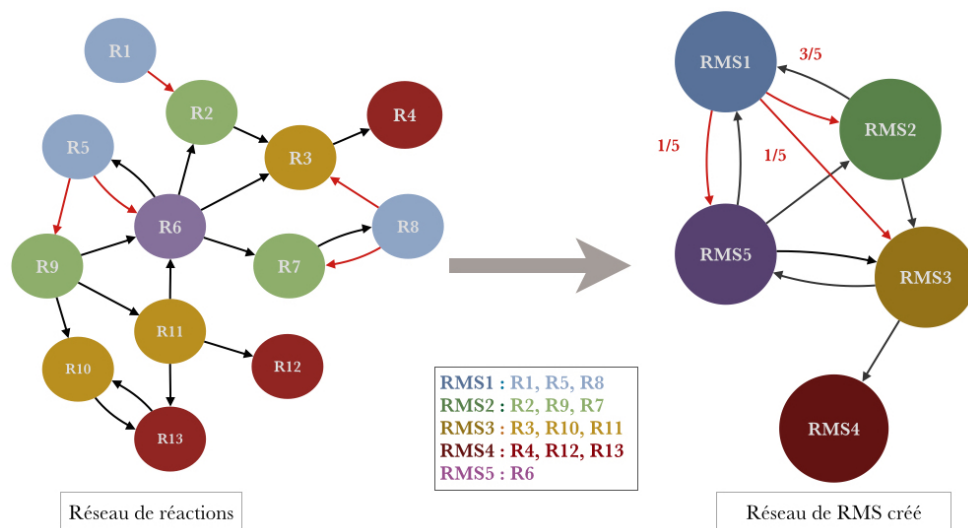 R1
R2
R4
R5
R3
R6
R8
R9
R7
R11
R10
R12
R13
Réseau de réactions
RMS1 : R1, R5, R8
RMS2 : R2, R9, R7
RMS3 : R3, R10, R11
RMS4 : R4, R12, R13
RMS5 : R6
RMS1
3/5
RMS2
1/5
1/5
RMS5
RMS3
RMS4
Réseau de RMS créé